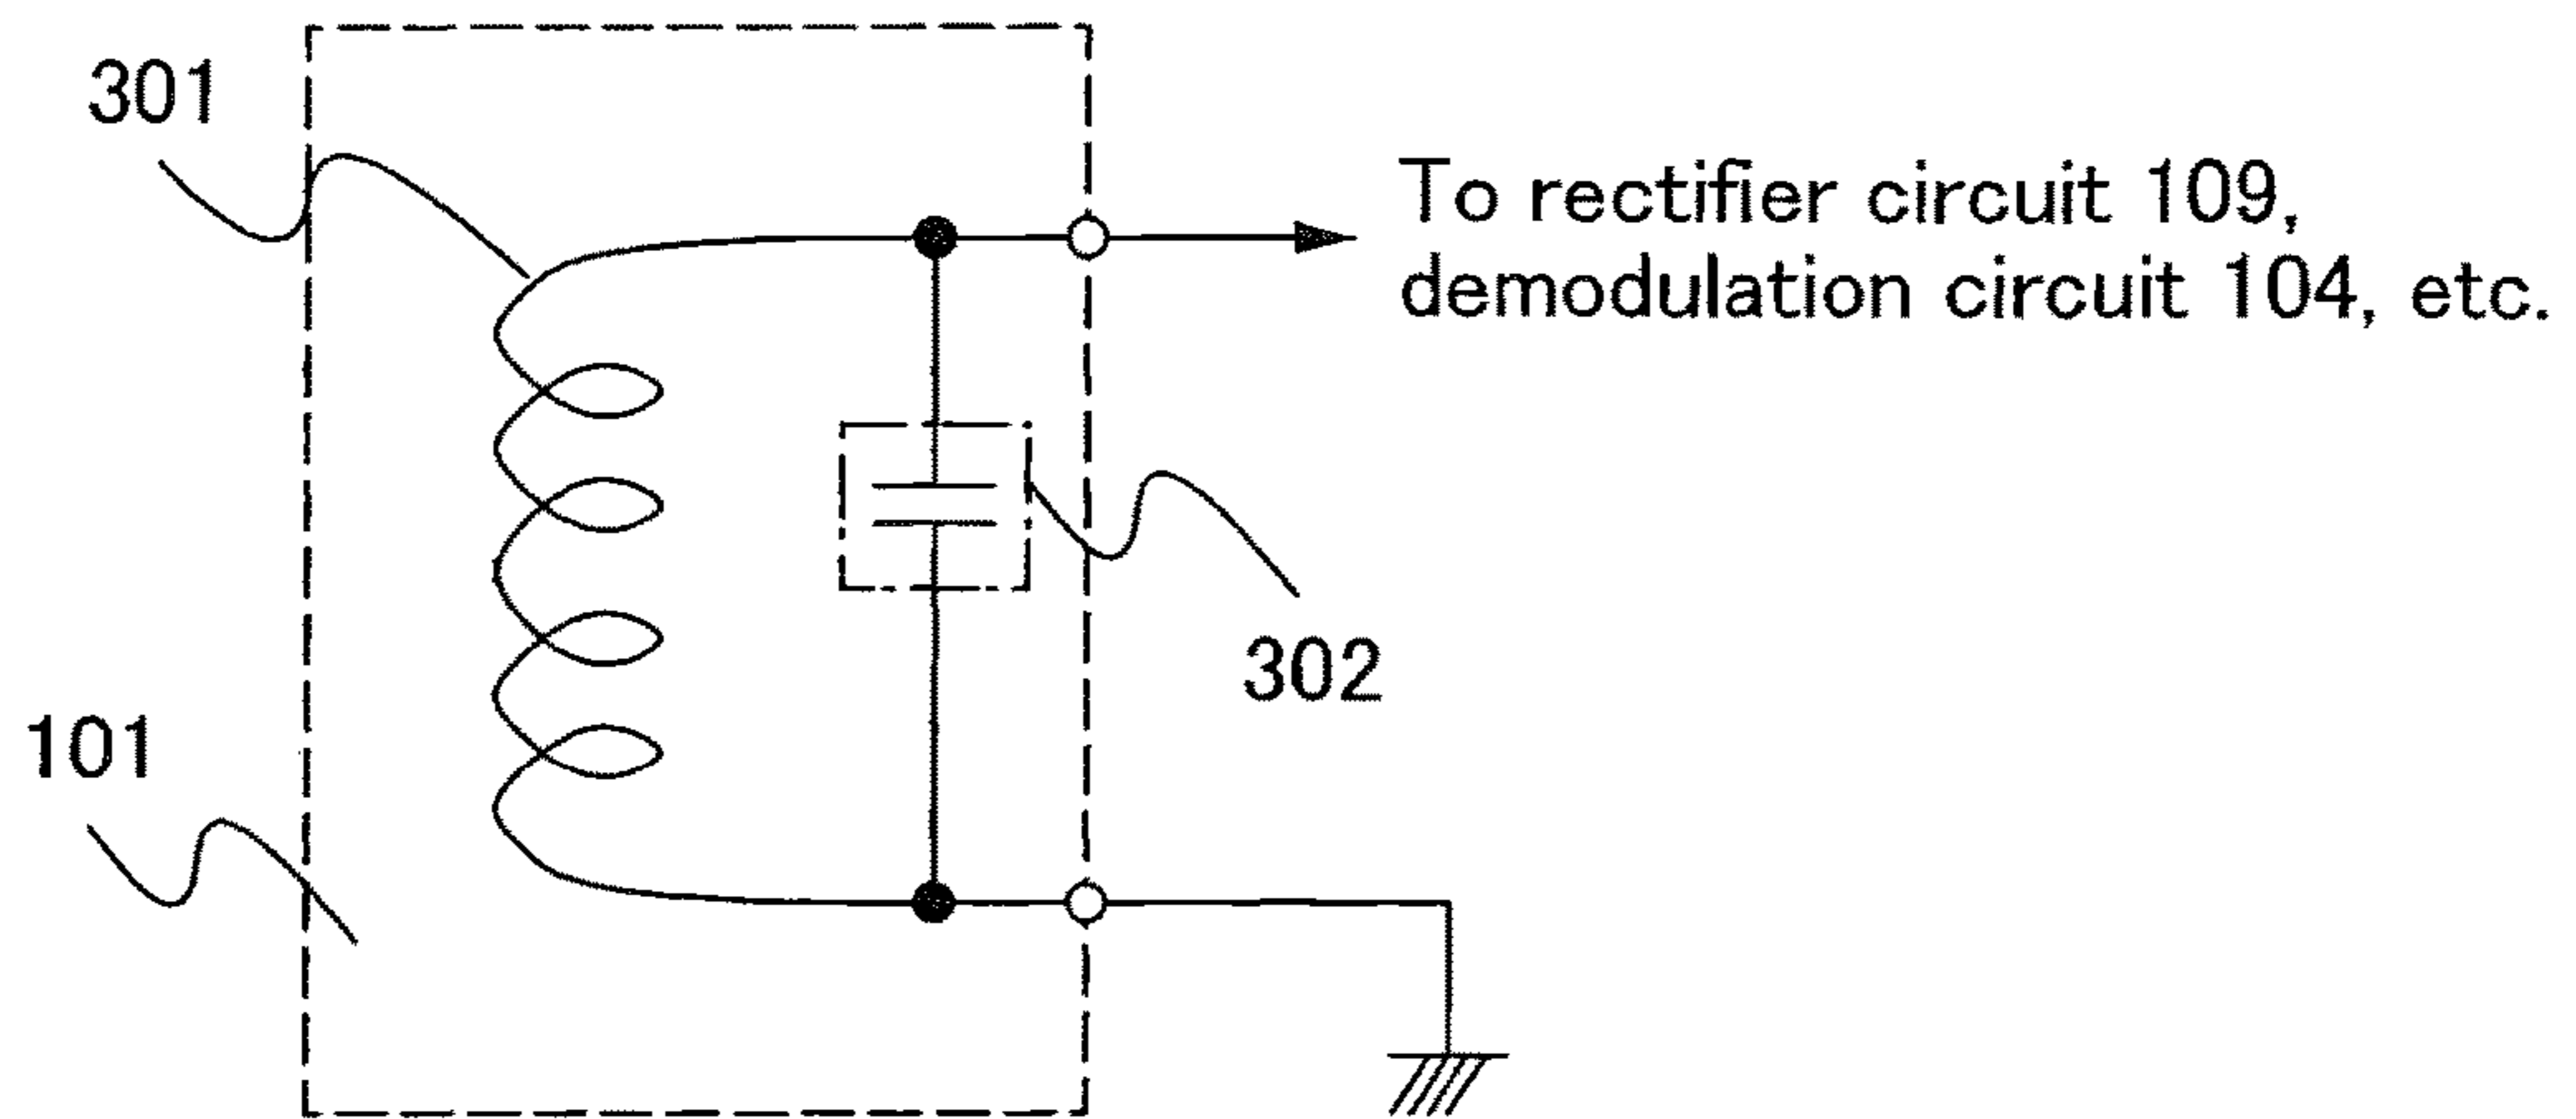 301
To rectifier circuit 109,
demodulation circuit 104, etc.
302
101